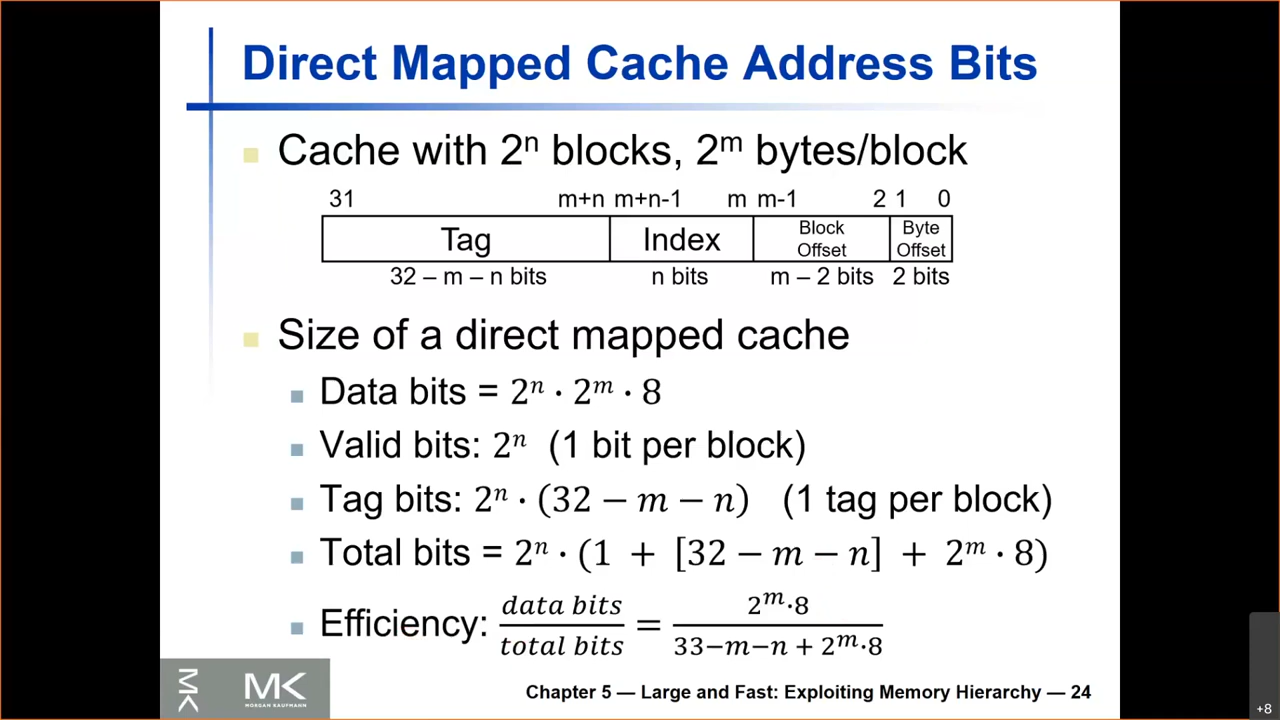 Direct Mapped Cache Address Bits
Cache with 2ⁿ blocks, 2ᵐ bytes/block
31 m+n m+n-1 m m-1 2 1 0
Tag Index Block Offset Byte Offset
32 – m – n bits n bits m – 2 bits 2 bits
Size of a direct mapped cache
Data bits = 2ⁿ · 2ᵐ · 8
Valid bits: 2ⁿ (1 bit per block)
Tag bits: 2ⁿ · (32 − m − n) (1 tag per block)
Total bits = 2ⁿ · (1 + [32 − m − n] + 2ᵐ · 8)
Efficiency: data bits / total bits = 2ᵐ·8 / 33−m−n + 2ᵐ·8
MK MK
MORGAN KAUFMANN
Chapter 5 — Large and Fast: Exploiting Memory Hierarchy — 24
+8